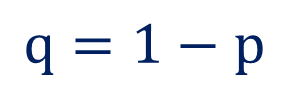 q = 1 − p